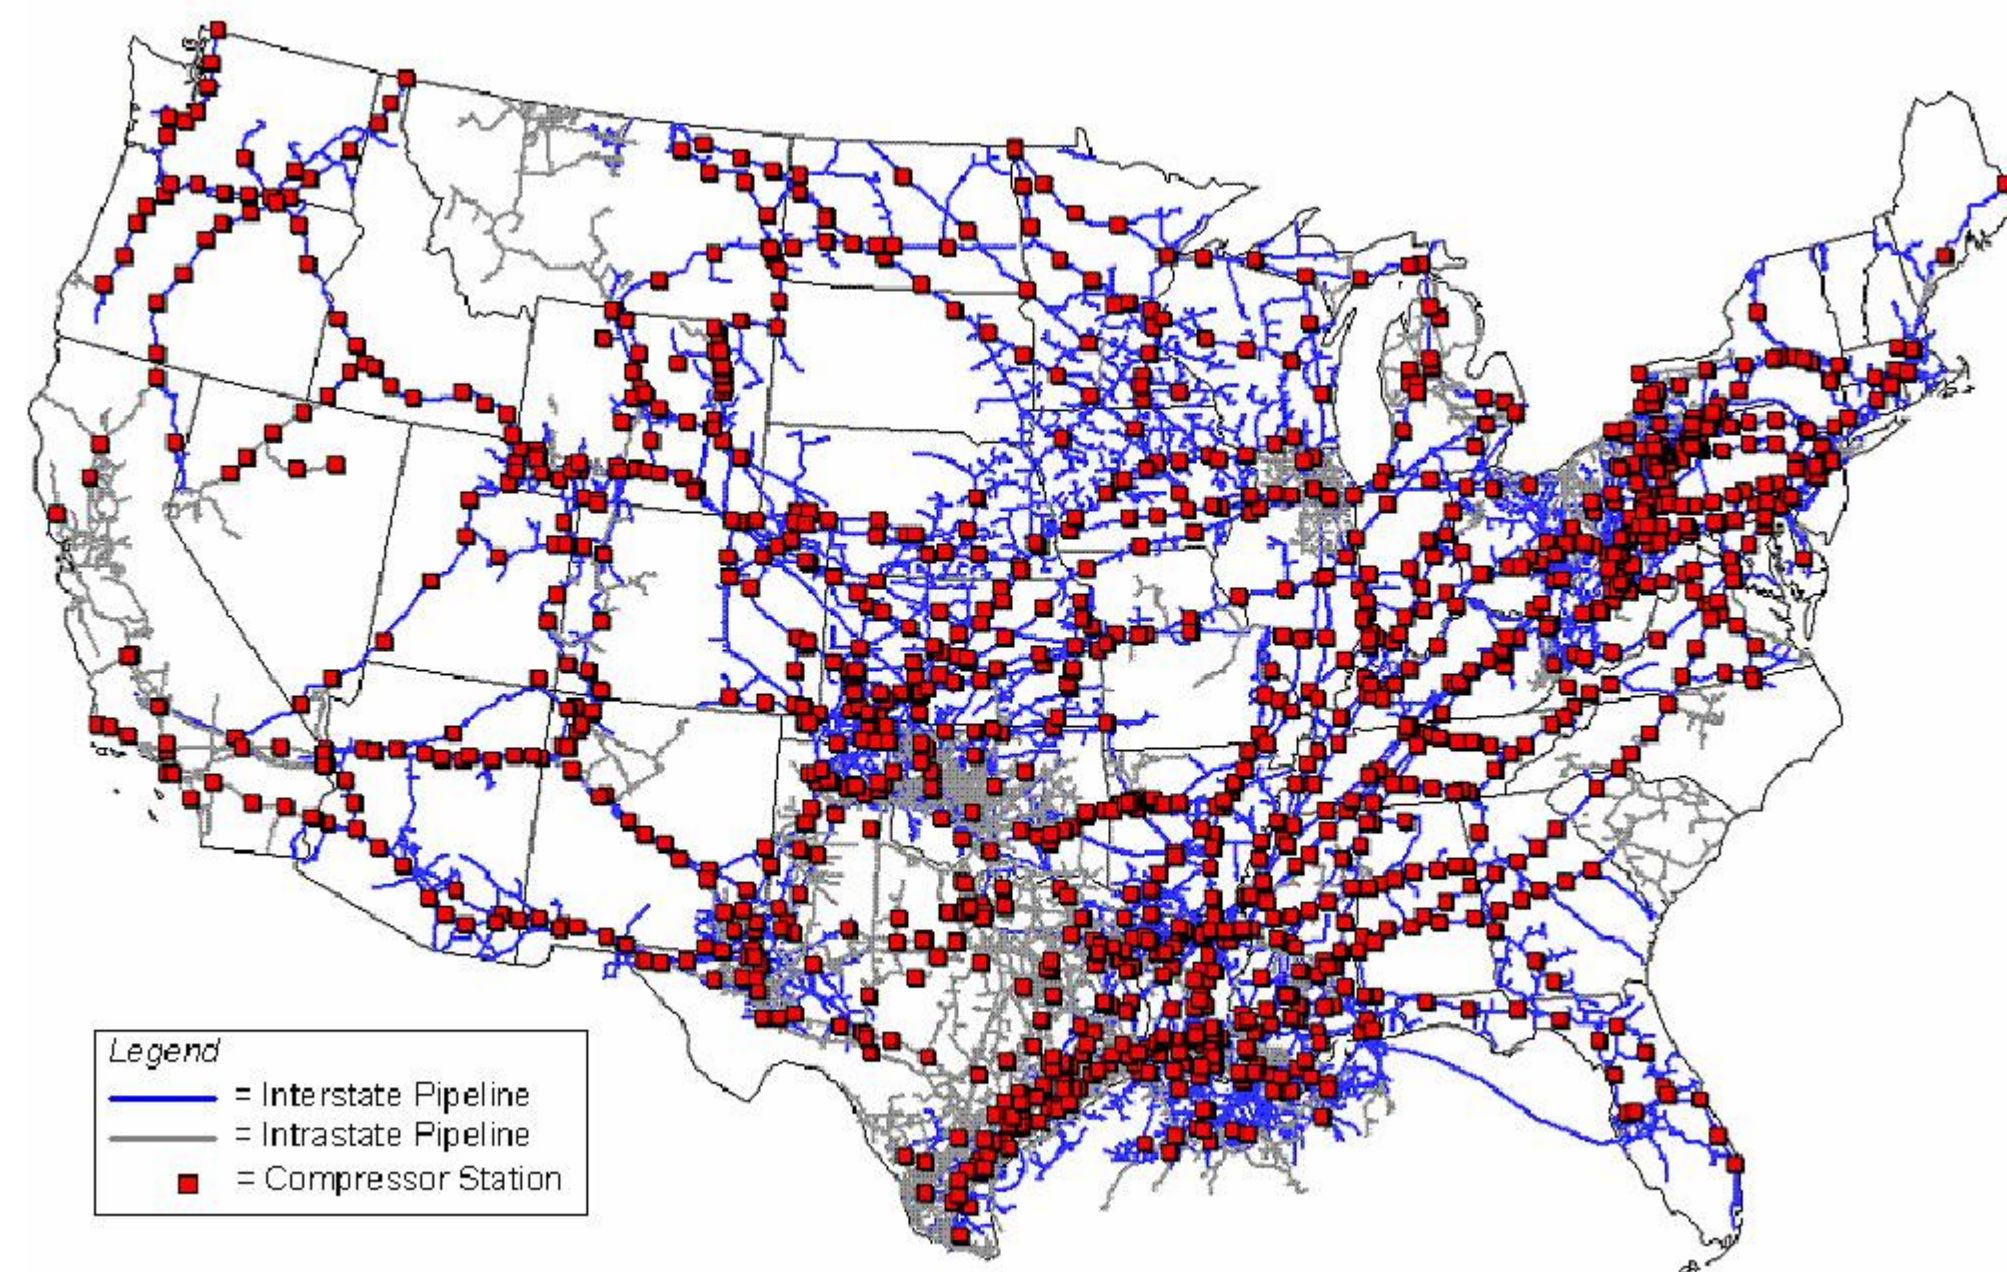 Legend
= Interstate Pipeline
= Intrastate Pipeline
= Compressor Station